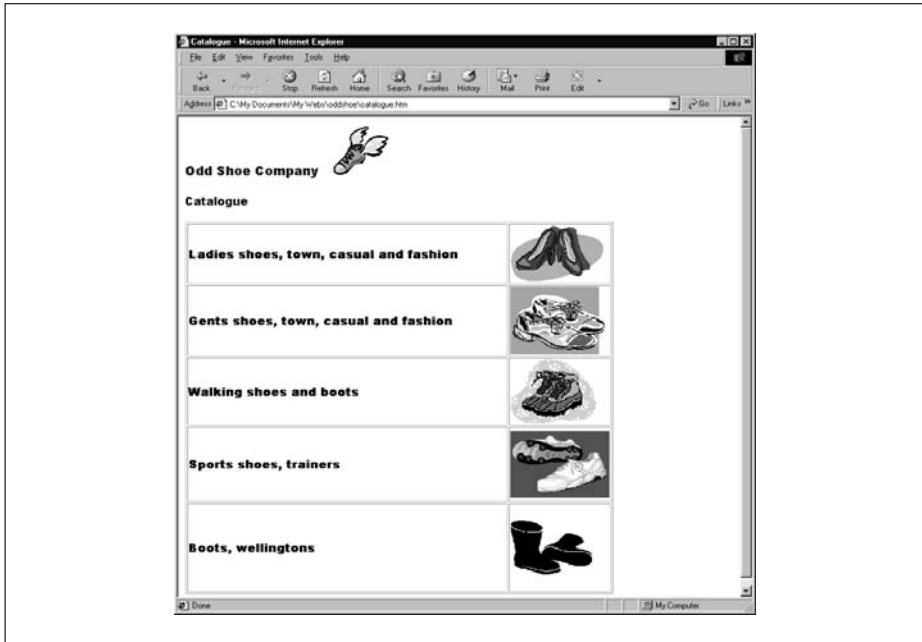 Catalogue - Microsoft Internet Explorer
File Edit View Favorites Tools Help
Back Forward Stop Refresh Home Search Favorites History Mail Print Edit
Address C:\My Documents\My Webs\oddshoe\catalogue.htm Go Links »
Odd Shoe Company
Catalogue
Ladies shoes, town, casual and fashion
Gents shoes, town, casual and fashion
Walking shoes and boots
Sports shoes, trainers
Boots, wellingtons
Done My Computer